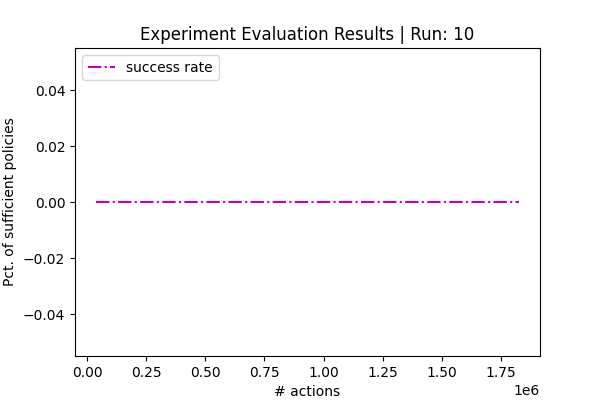 Experiment Evaluation Results | Run: 10
success rate
Pct. of sufficient policies
0.04
0.02
0.00
−0.02
−0.04
0.00 0.25 0.50 0.75 1.00 1.25 1.50 1.75
1e6
# actions